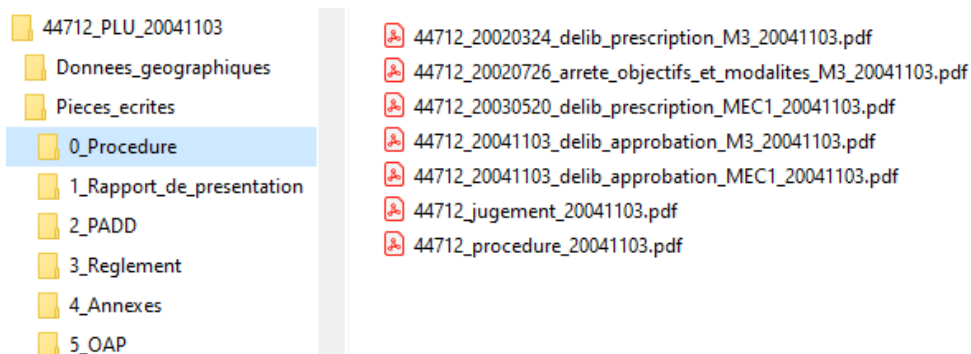 44712_PLU_20041103
Donnees_geographiques
Pieces_ecrites
0_Procedure
1_Rapport_de_presentation
2_PADD
3_Reglement
4_Annexes
5_OAP
44712_20020324_delib_prescription_M3_20041103.pdf
44712_20020726_arrete_objectifs_et_modalites_M3_20041103.pdf
44712_20030520_delib_prescription_MEC1_20041103.pdf
44712_20041103_delib_approbation_M3_20041103.pdf
44712_20041103_delib_approbation_MEC1_20041103.pdf
44712_jugement_20041103.pdf
44712_procedure_20041103.pdf